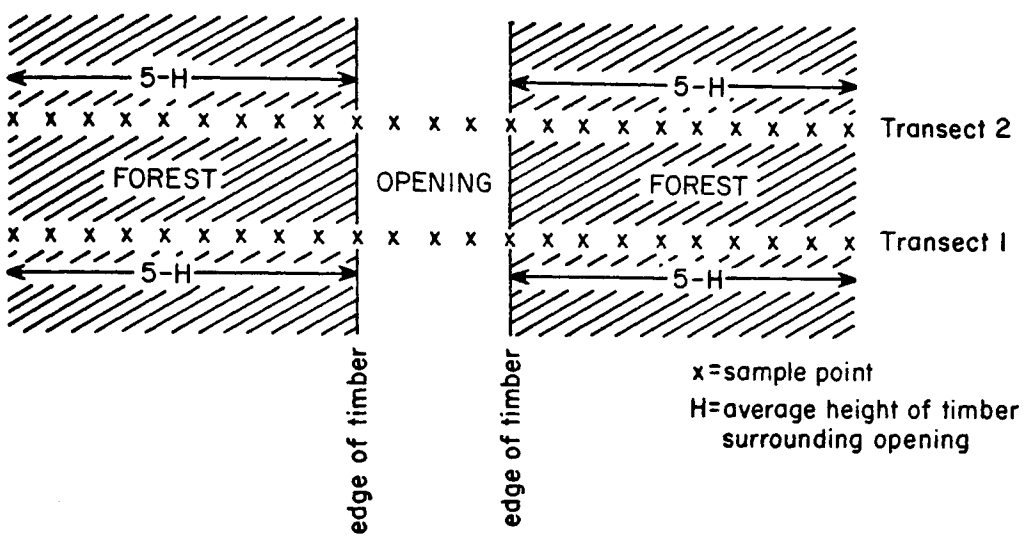 5-H
5-H
x x x x x x x x x x x x x x x x x x x x x x x Transect 2
FOREST
OPENING
FOREST
x x x x x x x x x x x x x x x x x x x x x x x Transect 1
5-H
5-H
edge of timber
edge of timber
x=sample point
H=average height of timber
surrounding opening